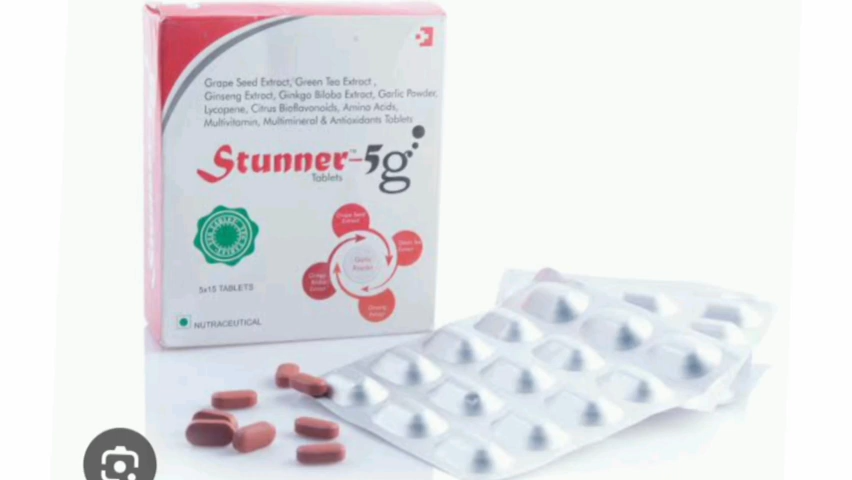 Grape Seed Extract, Green Tea Extract ,
Ginseng Extract, Ginkgo Biloba Extract, Garlic Powder,
Lycopene, Citrus Bioflavonoids, Amino Acids,
Multivitamin, Multimineral & Antioxidants Tablets
Stunner™-5g
Tablets
Grape Seed
Extract
Green Tea
Extract
Garlic
Powder
Ginkgo
Biloba
Extract
Ginseng
Extract
5x15 TABLETS
NUTRACEUTICAL